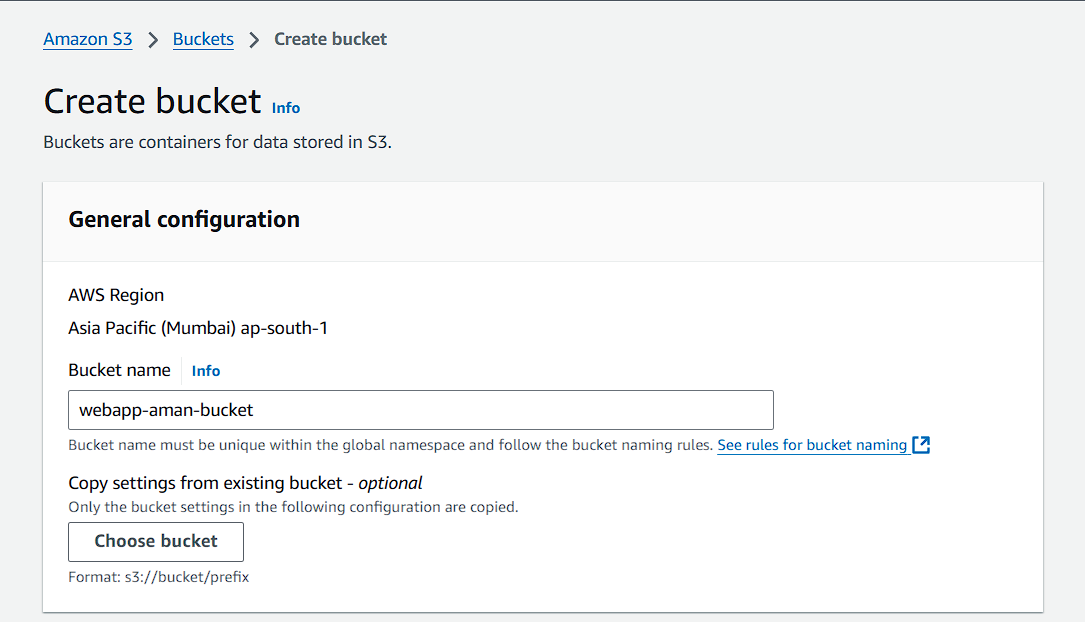 Amazon S3 > Buckets > Create bucket
Create bucket Info
Buckets are containers for data stored in S3.
General configuration
AWS Region
Asia Pacific (Mumbai) ap-south-1
Bucket name Info
webapp-aman-bucket
Bucket name must be unique within the global namespace and follow the bucket naming rules. See rules for bucket naming
Copy settings from existing bucket - optional
Only the bucket settings in the following configuration are copied.
Choose bucket
Format: s3://bucket/prefix